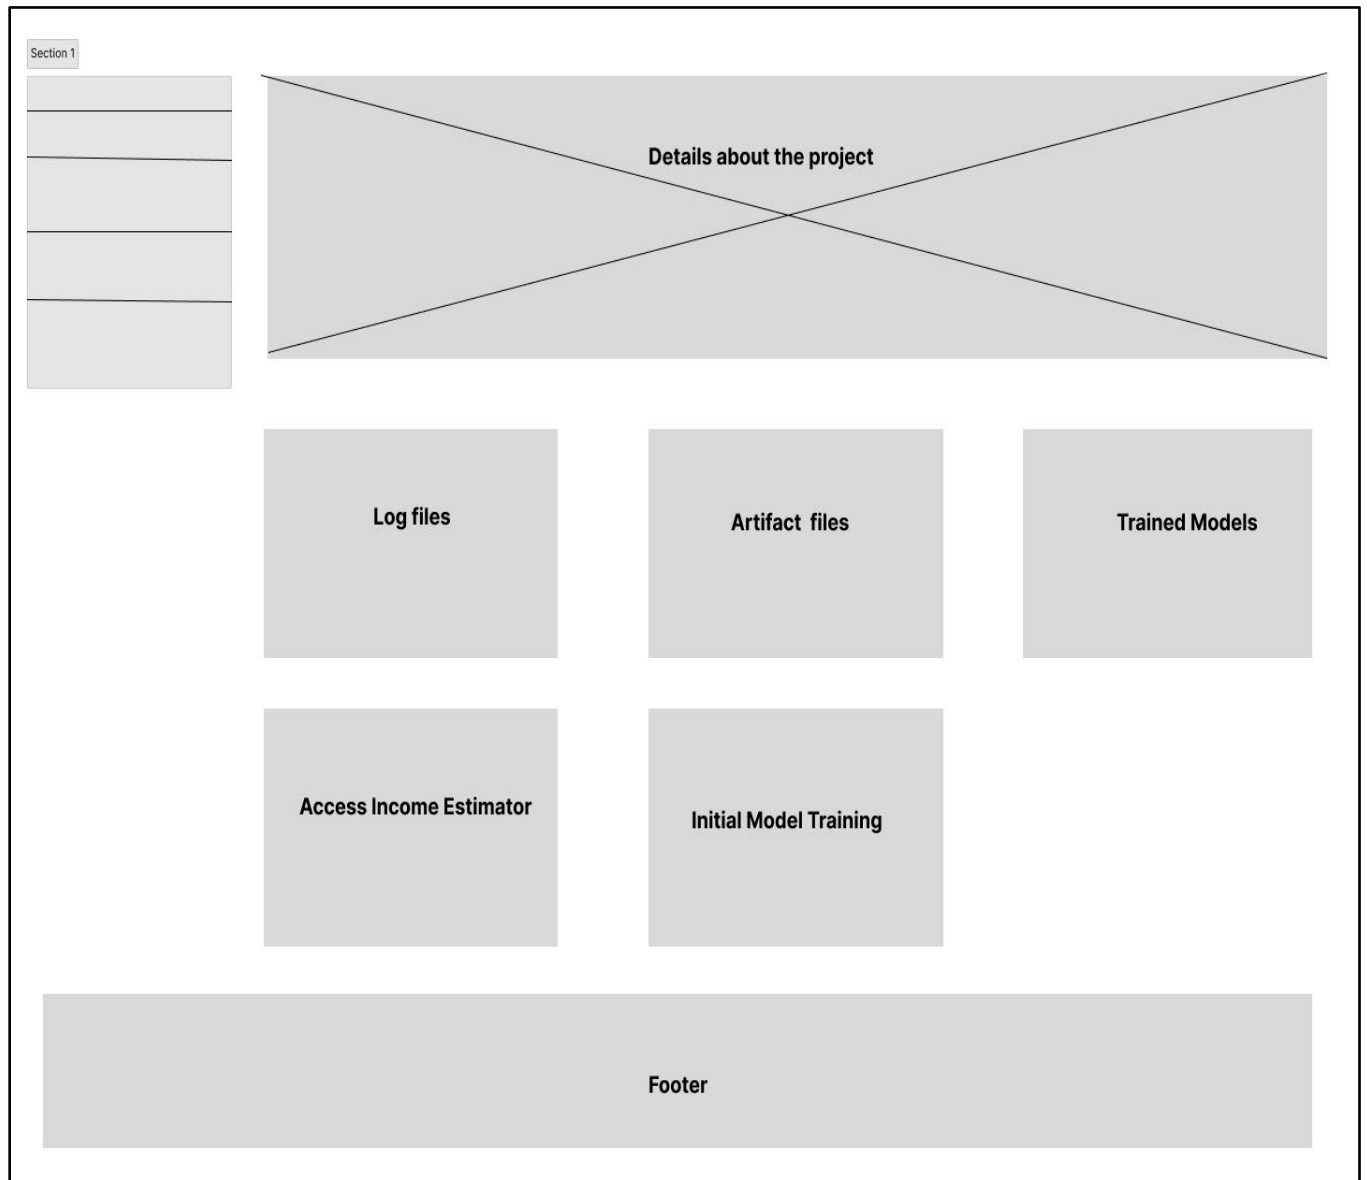 Section 1
Details about the project
Log files
Artifact  files
Trained Models
Access Income Estimator
Initial Model Training
Footer